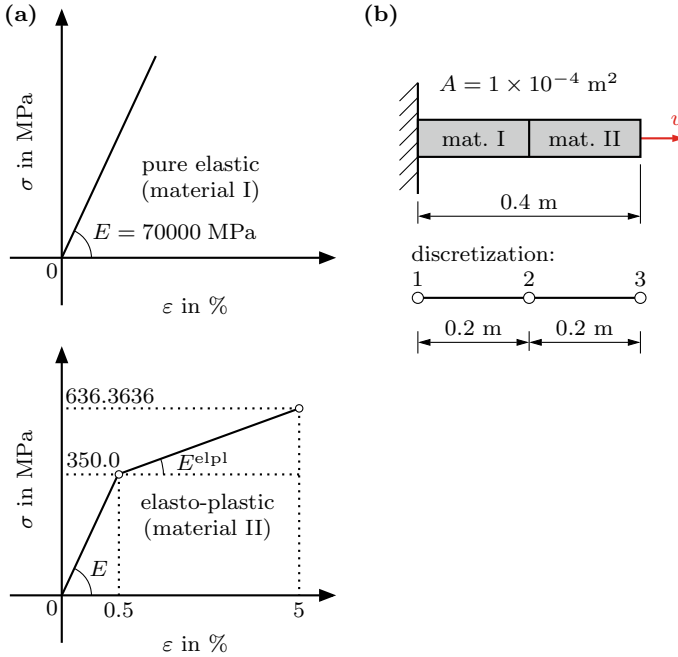 (a)
σ in MPa
pure elastic
(material I)
E = 70000 MPa
0
ε in %
636.3636
350.0
σ in MPa
E^elpl
elasto-plastic
(material II)
E
0
0.5
5
ε in %
(b)
A = 1 × 10⁻⁴ m²
u
mat. I
mat. II
0.4 m
discretization:
1 2 3
0.2 m 0.2 m